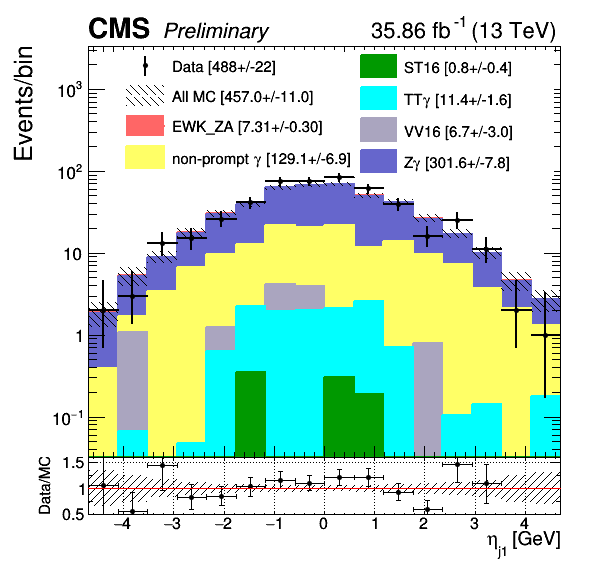 CMS Preliminary 35.86 fb⁻¹ (13 TeV)
Events/bin
Data [488+/-22]
All MC [457.0+/-11.0]
EWK_ZA [7.31+/-0.30]
non-prompt γ [129.1+/-6.9]
ST16 [0.8+/-0.4]
TTγ [11.4+/-1.6]
VV16 [6.7+/-3.0]
Zγ [301.6+/-7.8]
10³
10²
10
1
10⁻¹
Data/MC
1.5
1
0.5
−4 −3 −2 −1 0 1 2 3 4
η_j1 [GeV]